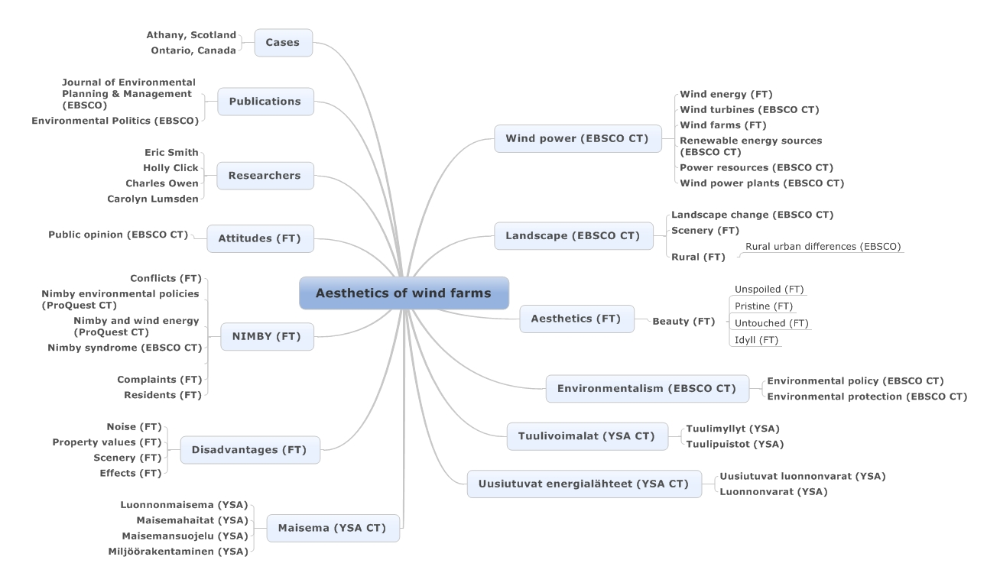 Aesthetics of wind farms
Cases
Athany, Scotland
Ontario, Canada
Publications
Journal of Environmental
Planning & Management
(EBSCO)
Environmental Politics (EBSCO)
Researchers
Eric Smith
Holly Click
Charles Owen
Carolyn Lumsden
Attitudes (FT)
Public opinion (EBSCO CT)
NIMBY (FT)
Conflicts (FT)
Nimby environmental policies
(ProQuest CT)
Nimby and wind energy
(ProQuest CT)
Nimby syndrome (EBSCO CT)
Complaints (FT)
Residents (FT)
Disadvantages (FT)
Noise (FT)
Property values (FT)
Scenery (FT)
Effects (FT)
Maisema (YSA CT)
Luonnonmaisema (YSA)
Maisemahaitat (YSA)
Maisemansuojelu (YSA)
Miljöörakentaminen (YSA)
Wind power (EBSCO CT)
Wind energy (FT)
Wind turbines (EBSCO CT)
Wind farms (FT)
Renewable energy sources
(EBSCO CT)
Power resources (EBSCO CT)
Wind power plants (EBSCO CT)
Landscape (EBSCO CT)
Landscape change (EBSCO CT)
Scenery (FT)
Rural (FT)
Rural urban differences (EBSCO)
Aesthetics (FT)
Beauty (FT)
Unspoiled (FT)
Pristine (FT)
Untouched (FT)
Idyll (FT)
Environmentalism (EBSCO CT)
Environmental policy (EBSCO CT)
Environmental protection (EBSCO CT)
Tuulivoimalat (YSA CT)
Tuulimyllyt (YSA)
Tuulipuistot (YSA)
Uusiutuvat energialähteet (YSA CT)
Uusiutuvat luonnonvarat (YSA)
Luonnonvarat (YSA)